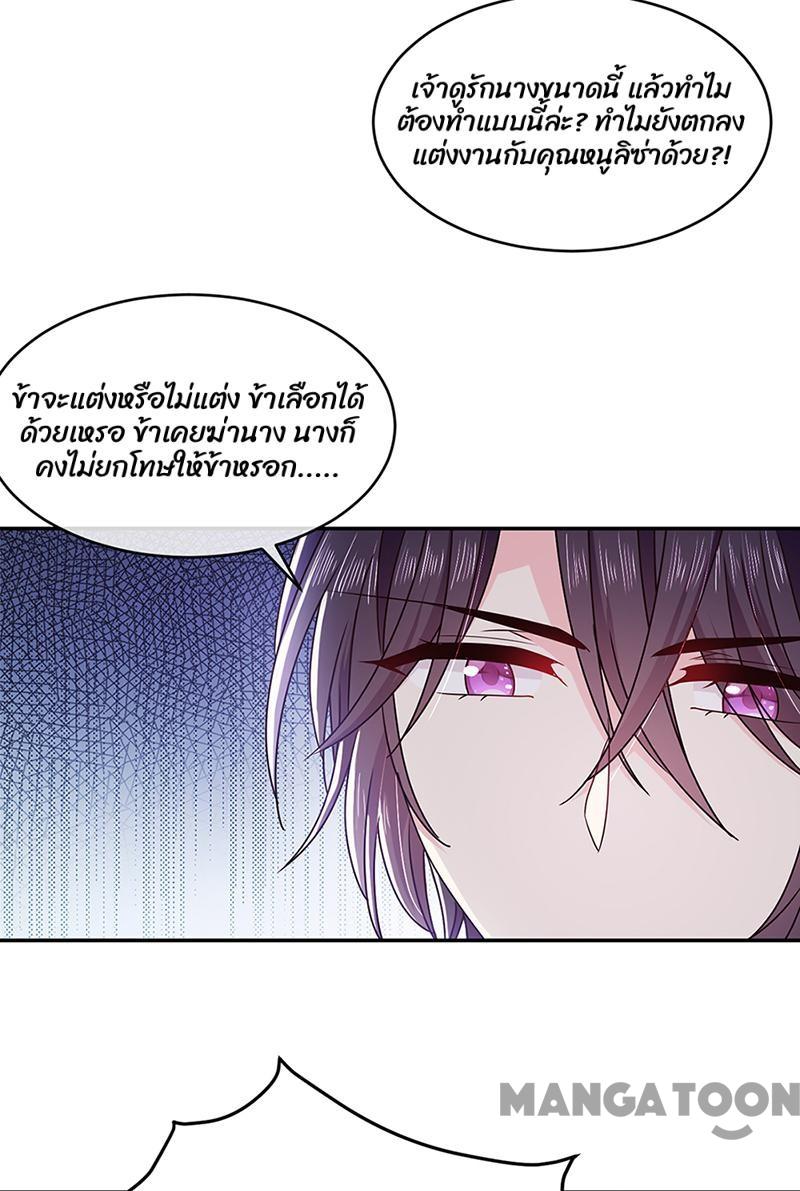 เจ้าดูรักนางขนาดนี้ แล้วทำไม
ต้องทำแบบนี้ล่ะ? ทำไมยังตกลง
แต่งงานกับคุณหนูลิซ่าด้วย?!
ข้าจะแต่งหรือไม่แต่ง ข้าเลือกได้
ด้วยเหรอ ข้าเคยฆ่านาง นางก็
คงไม่ยกโทษให้ข้าหรอก.....
MANGATOON